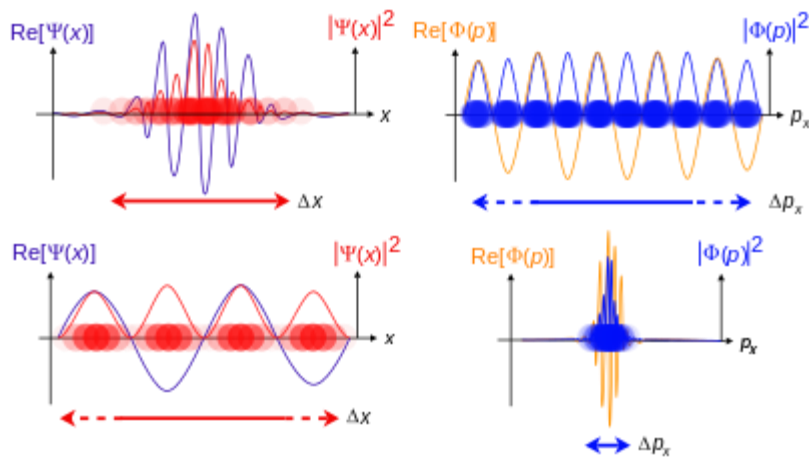 Re[Ψ(x)]
|Ψ(x)|²
x
Δx
Re[Φ(p)]
|Φ(p)|²
pₓ
Δpₓ
Re[Ψ(x)]
|Ψ(x)|²
x
Δx
Re[Φ(p)]
|Φ(p)|²
pₓ
Δpₓ